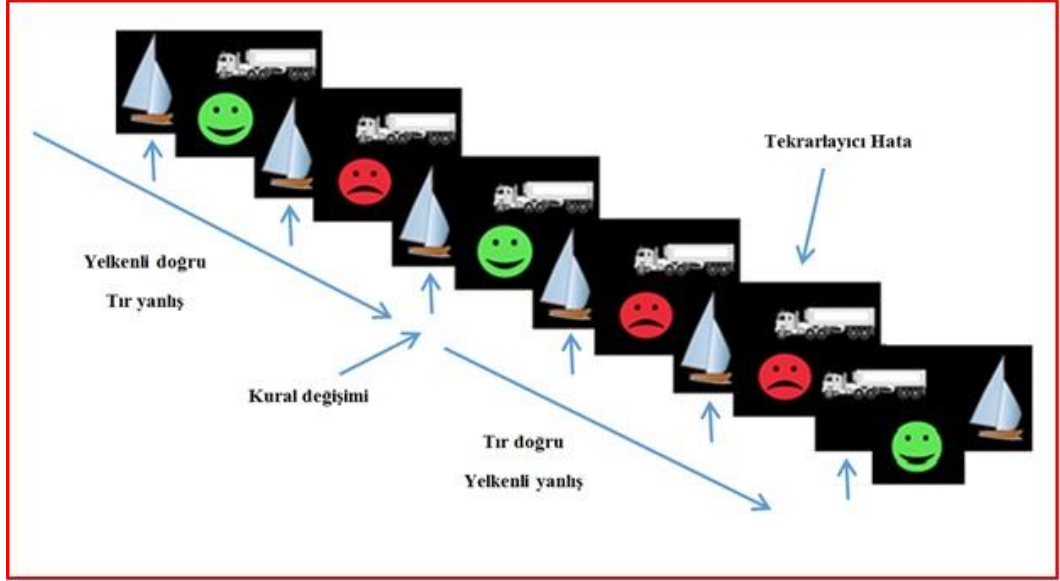 Tekrarlayıcı Hata
Yelkenli doğru
Tır yanlış
Kural değişimi
Tır doğru
Yelkenli yanlış